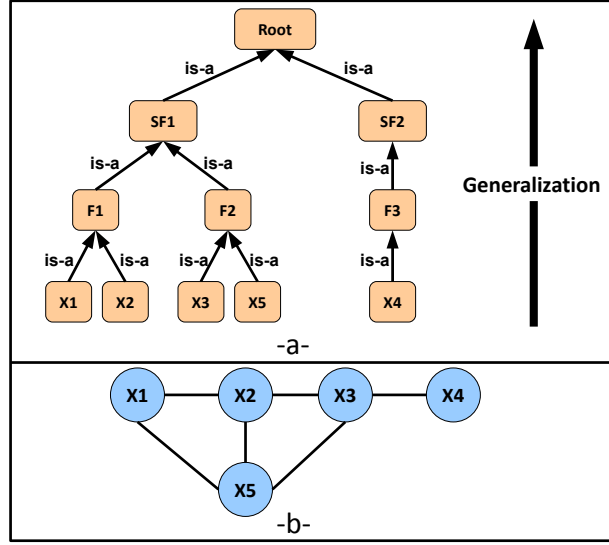 Root
is-a is-a
SF1 SF2
is-a is-a is-a
Generalization
F1 F2 F3
is-a is-a is-a is-a is-a
X1 X2 X3 X5 X4
-a-
X1 X2 X3 X4
X5
-b-